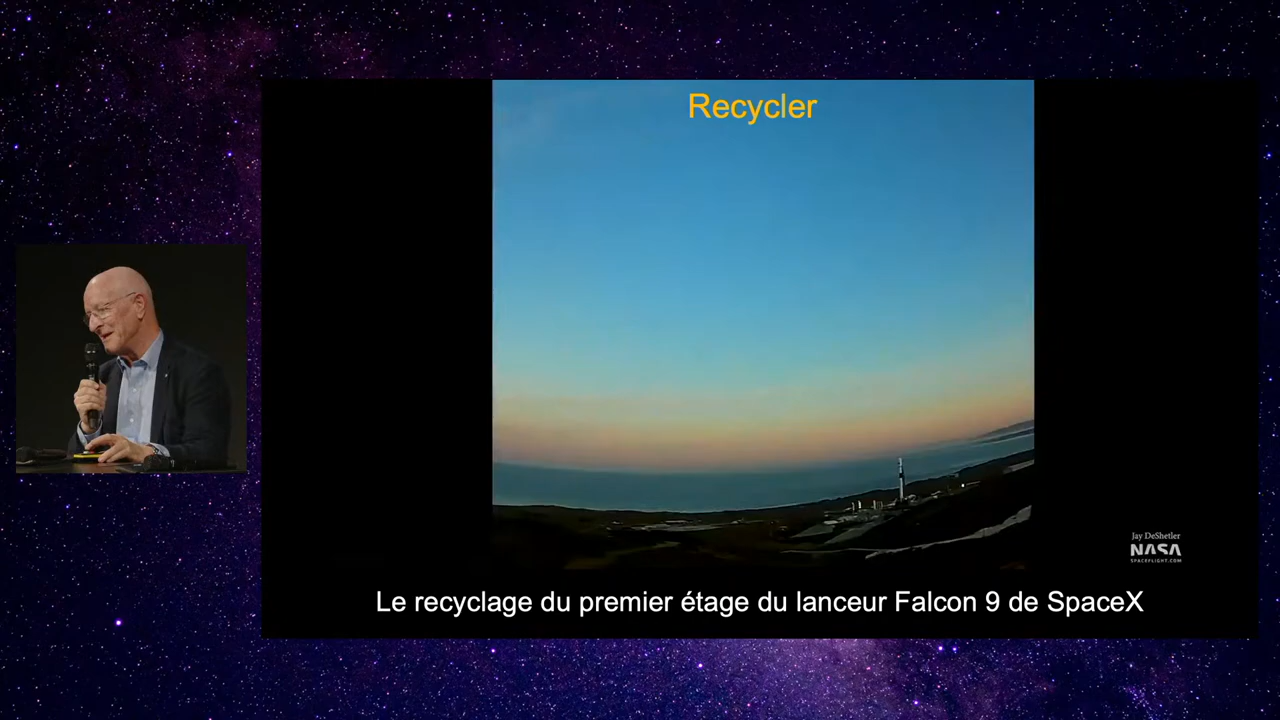 Recycler
Jay DeShetler
NASA
SPACEFLIGHT.COM
Le recyclage du premier étage du lanceur Falcon 9 de SpaceX